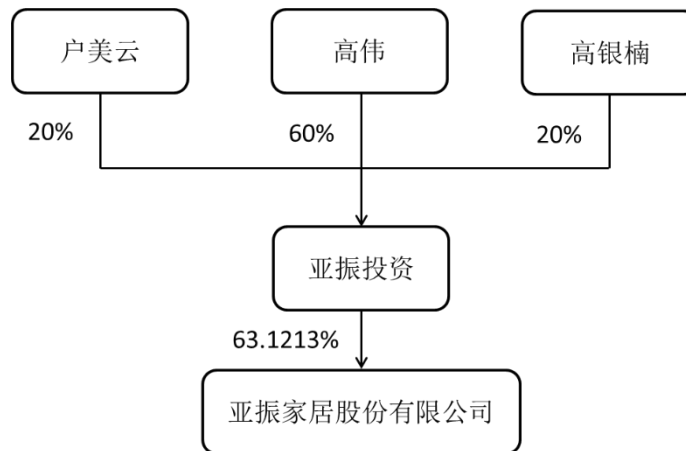 户美云
高伟
高银楠
20%
60%
20%
亚振投资
63.1213%
亚振家居股份有限公司